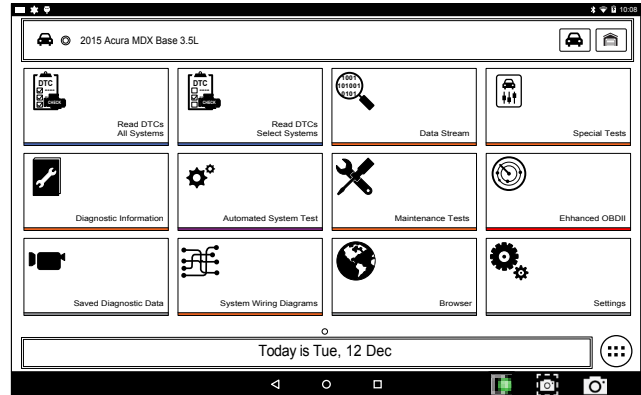 10:08
2015 Acura MDX Base 3.5L
DTC
CHECK
Read DTCs
All Systems
DTC
CHECK
Read DTCs
Select Systems
1001
101001
0101
Data Stream
Special Tests
Diagnostic Information
Automated System Test
Maintenance Tests
Ehhanced OBDII
Saved Diagnostic Data
System Wiring Diagrams
Browser
Settings
Today is Tue, 12 Dec